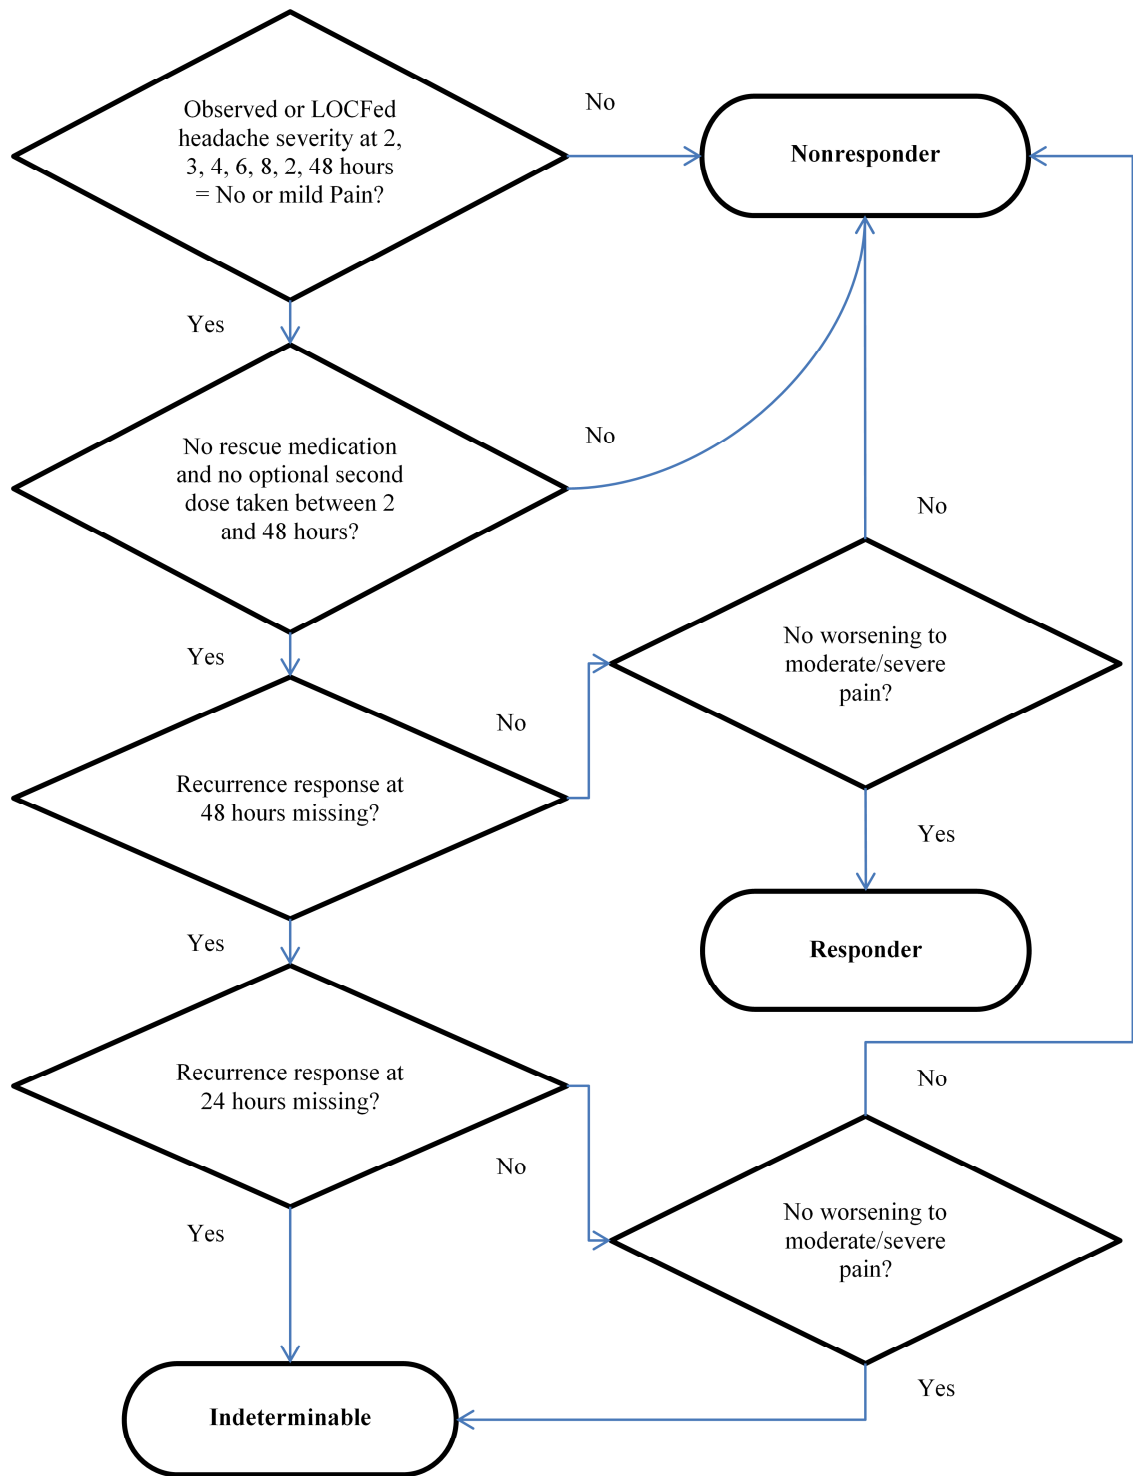 Observed or LOCFed
headache severity at 2,
3, 4, 6, 8, 2, 48 hours
= No or mild Pain?
No
Nonresponder
Yes
No rescue medication
and no optional second
dose taken between 2
and 48 hours?
No
No
Yes
No worsening to
moderate/severe
pain?
No
Recurrence response at
48 hours missing?
Yes
Yes
Responder
Recurrence response at
24 hours missing?
No
No
Yes
No worsening to
moderate/severe
pain?
Yes
Indeterminable